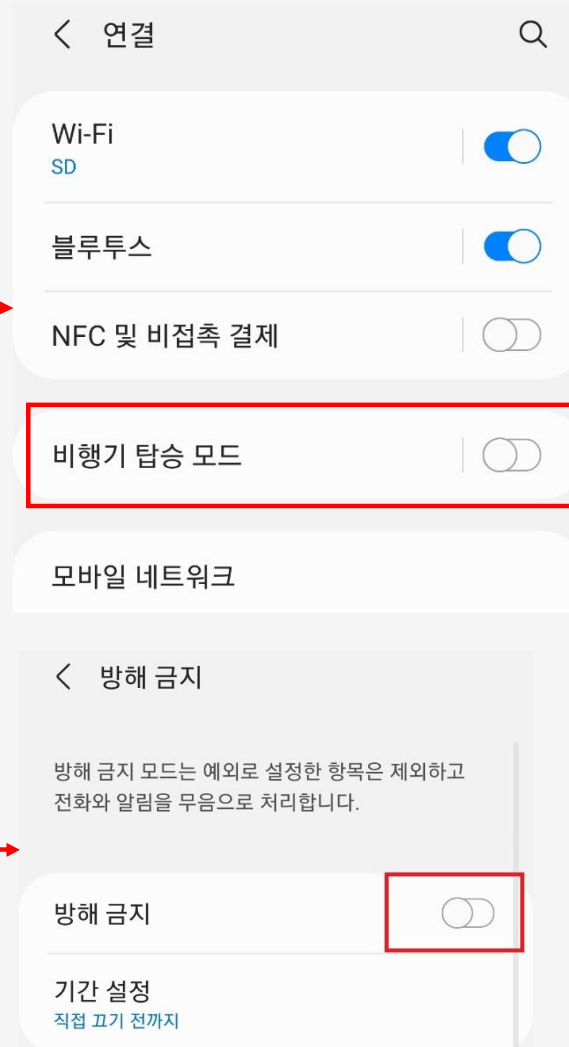 연결
Wi-Fi
SD
블루투스
NFC 및 비접촉 결제
비행기 탑승 모드
모바일 네트워크
방해 금지
방해 금지 모드는 예외로 설정한 항목은 제외하고
전화와 알림을 무음으로 처리합니다.
방해 금지
기간 설정
직접 끄기 전까지